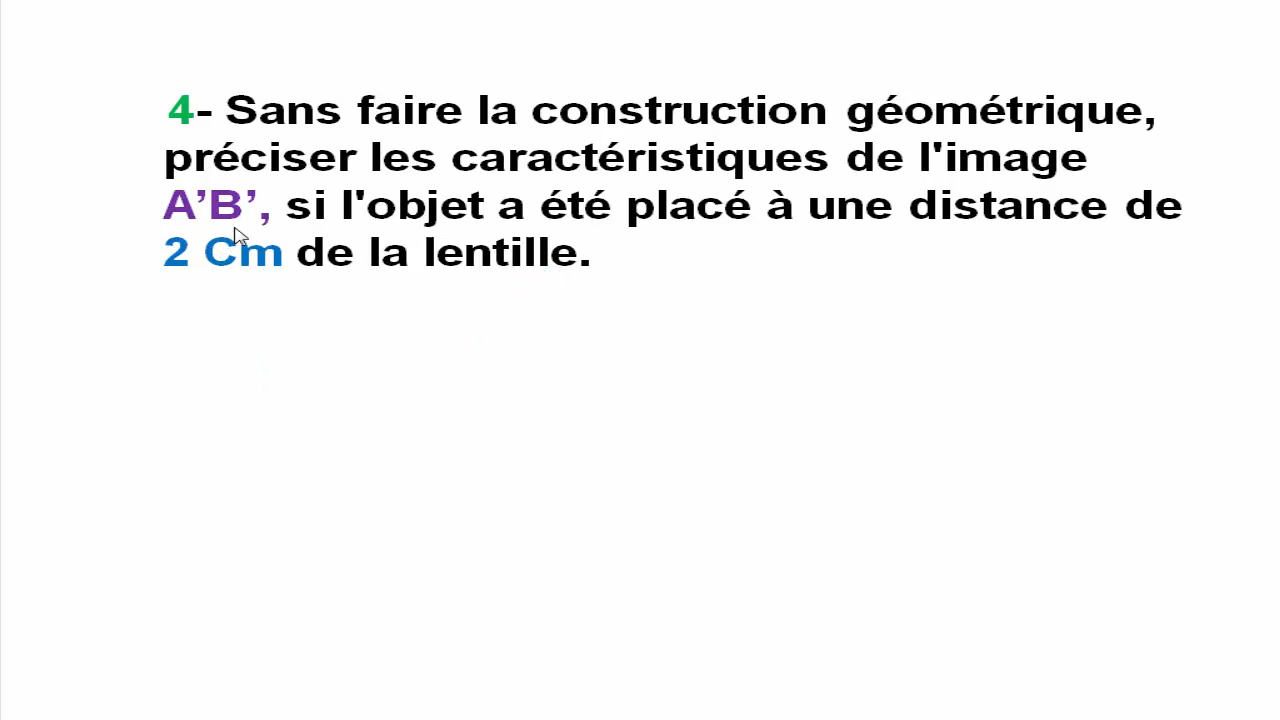 4- Sans faire la construction géométrique,
préciser les caractéristiques de l'image
A’B’, si l'objet a été placé à une distance de
2 Cm de la lentille.